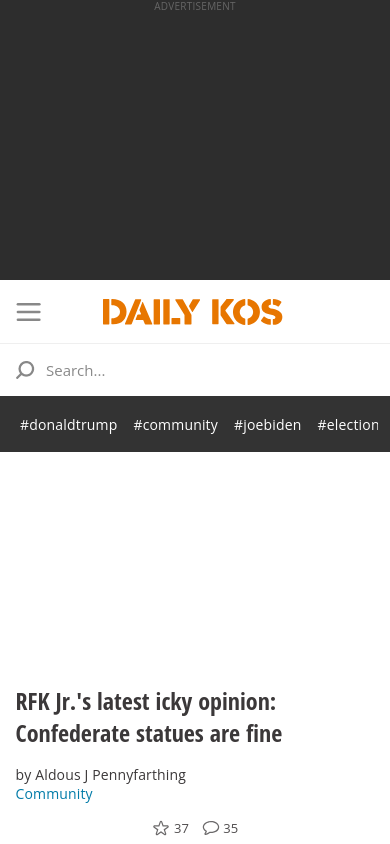 ADVERTISEMENT
DAILY KOS
Search...
#donaldtrump #community #joebiden #election
RFK Jr.'s latest icky opinion:
Confederate statues are fine
by Aldous J Pennyfarthing
Community
37 35